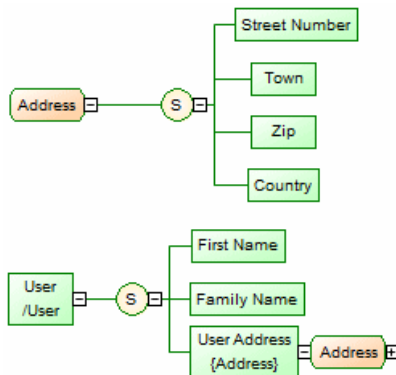 Street Number
Town
Address
S
Zip
Country
First Name
User
/User
S
Family Name
User Address
{Address}
Address